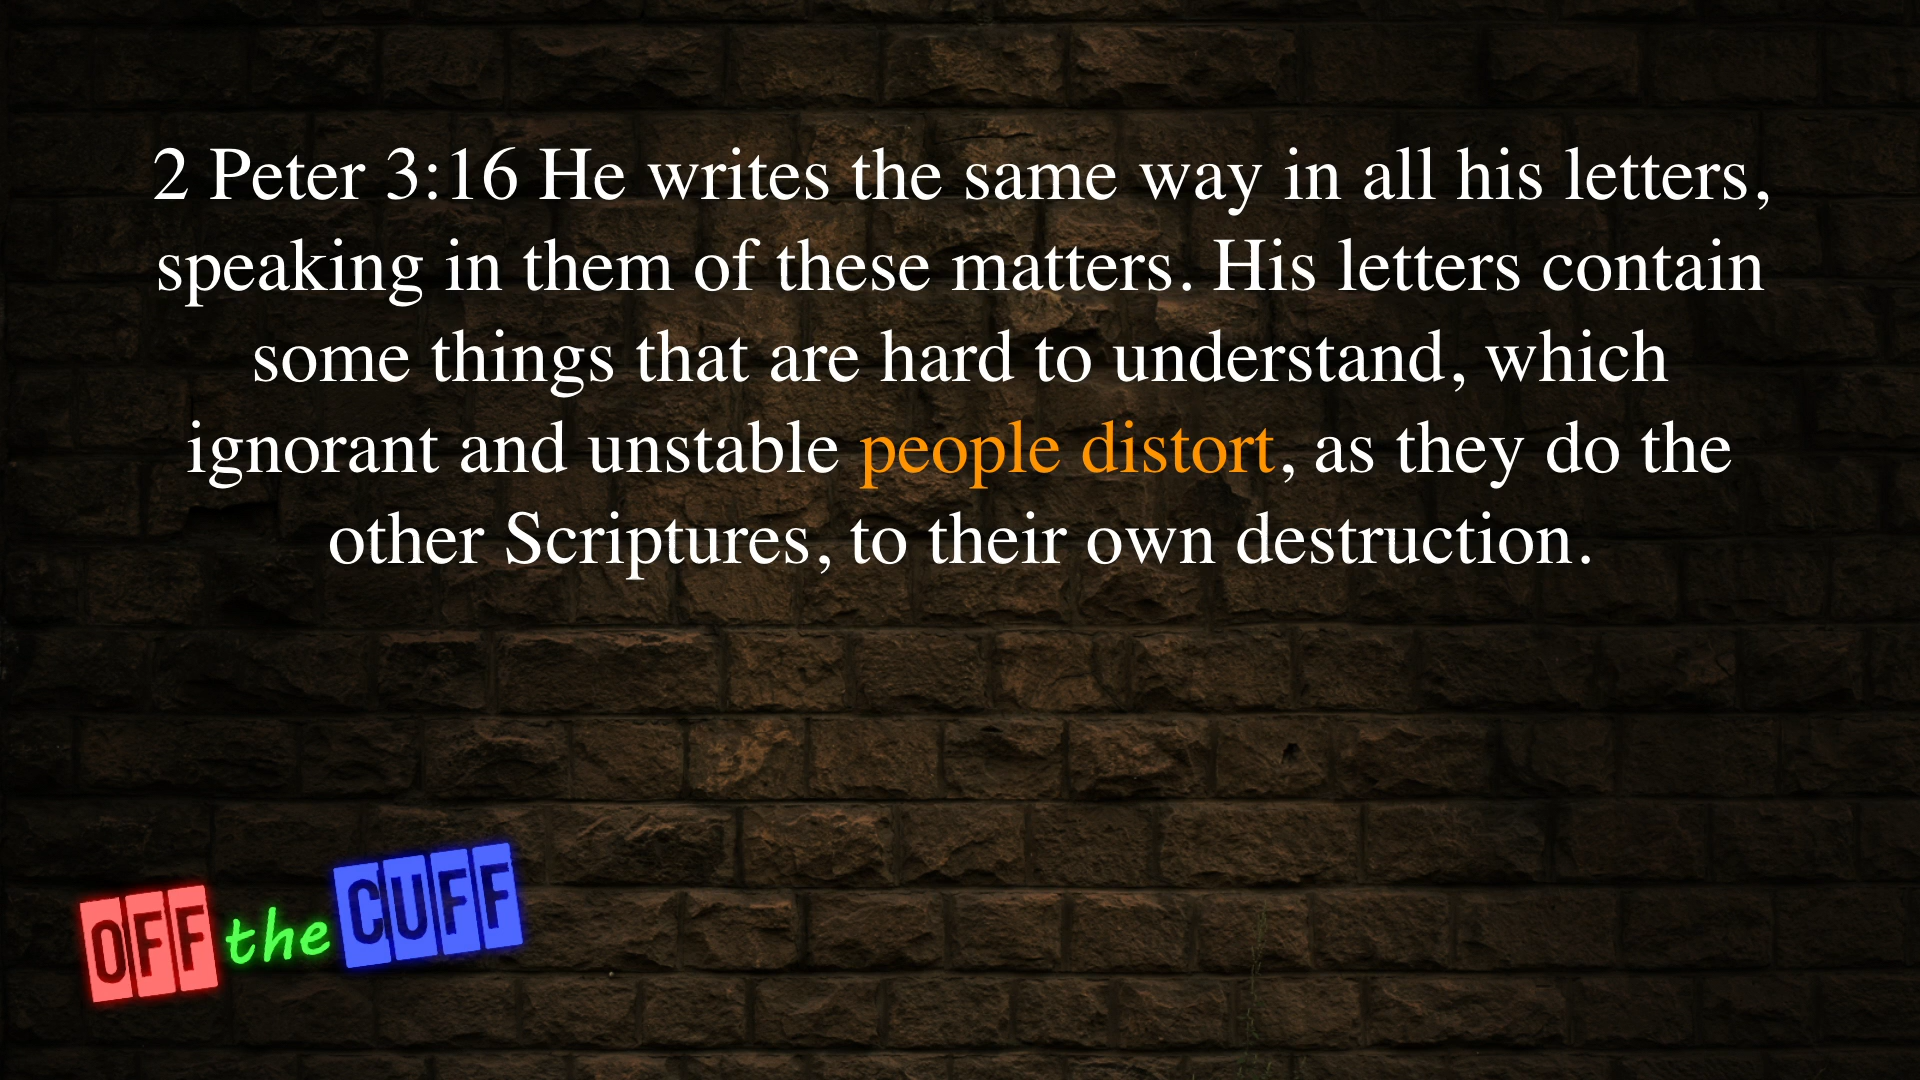 2 Peter 3:16 He writes the same way in all his letters,
speaking in them of these matters. His letters contain
some things that are hard to understand, which
ignorant and unstable people distort, as they do the
other Scriptures, to their own destruction.
OFF the CUFF